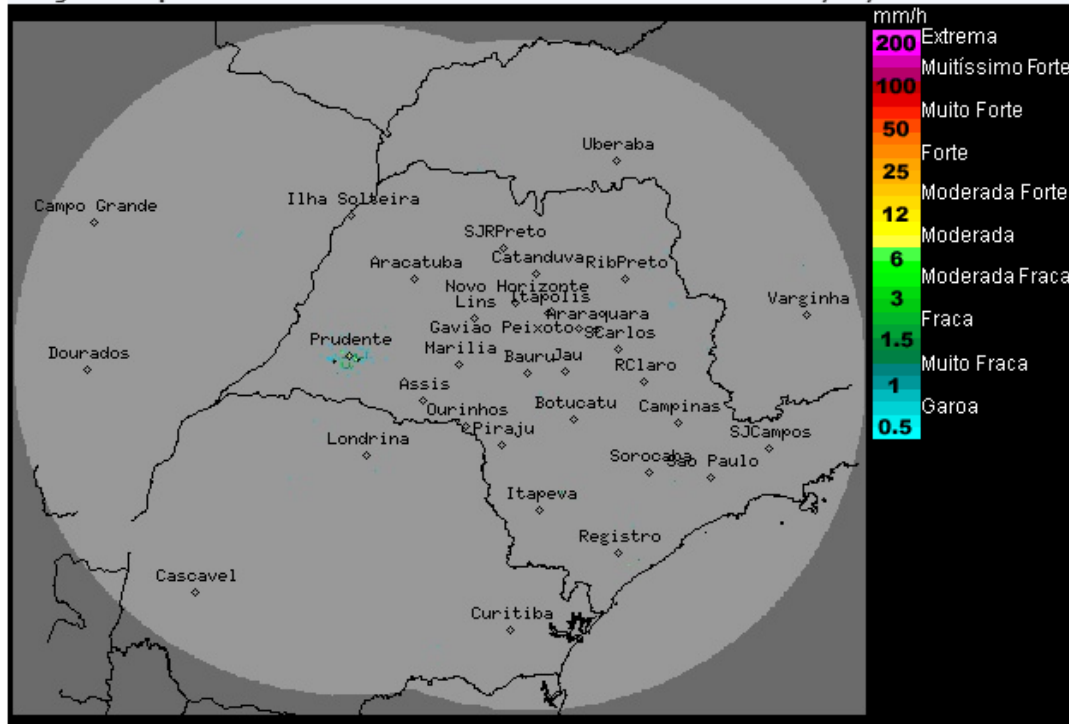 mm/h
200 Extrema
Muitíssimo Forte
100
Muito Forte
50
Forte
25
Moderada Forte
12
Moderada
6
Moderada Fraca
3
Fraca
1.5
Muito Fraca
1
Garoa
0.5
Uberaba
Campo Grande
Ilha Solteira
SJRPreto
Aracatuba
Catanduva
RibPreto
Novo Horizonte
Lins
Itapolis
Varginha
Araraquara
Gavião Peixoto
SCarlos
Prudente
Dourados
Marilia
Bauru
Jau
RClaro
Assis
Ourinhos
Botucatu
Campinas
Piraju
Londrina
SJCampos
Sorocaba
Sao Paulo
Itapeva
Registro
Cascavel
Curitiba